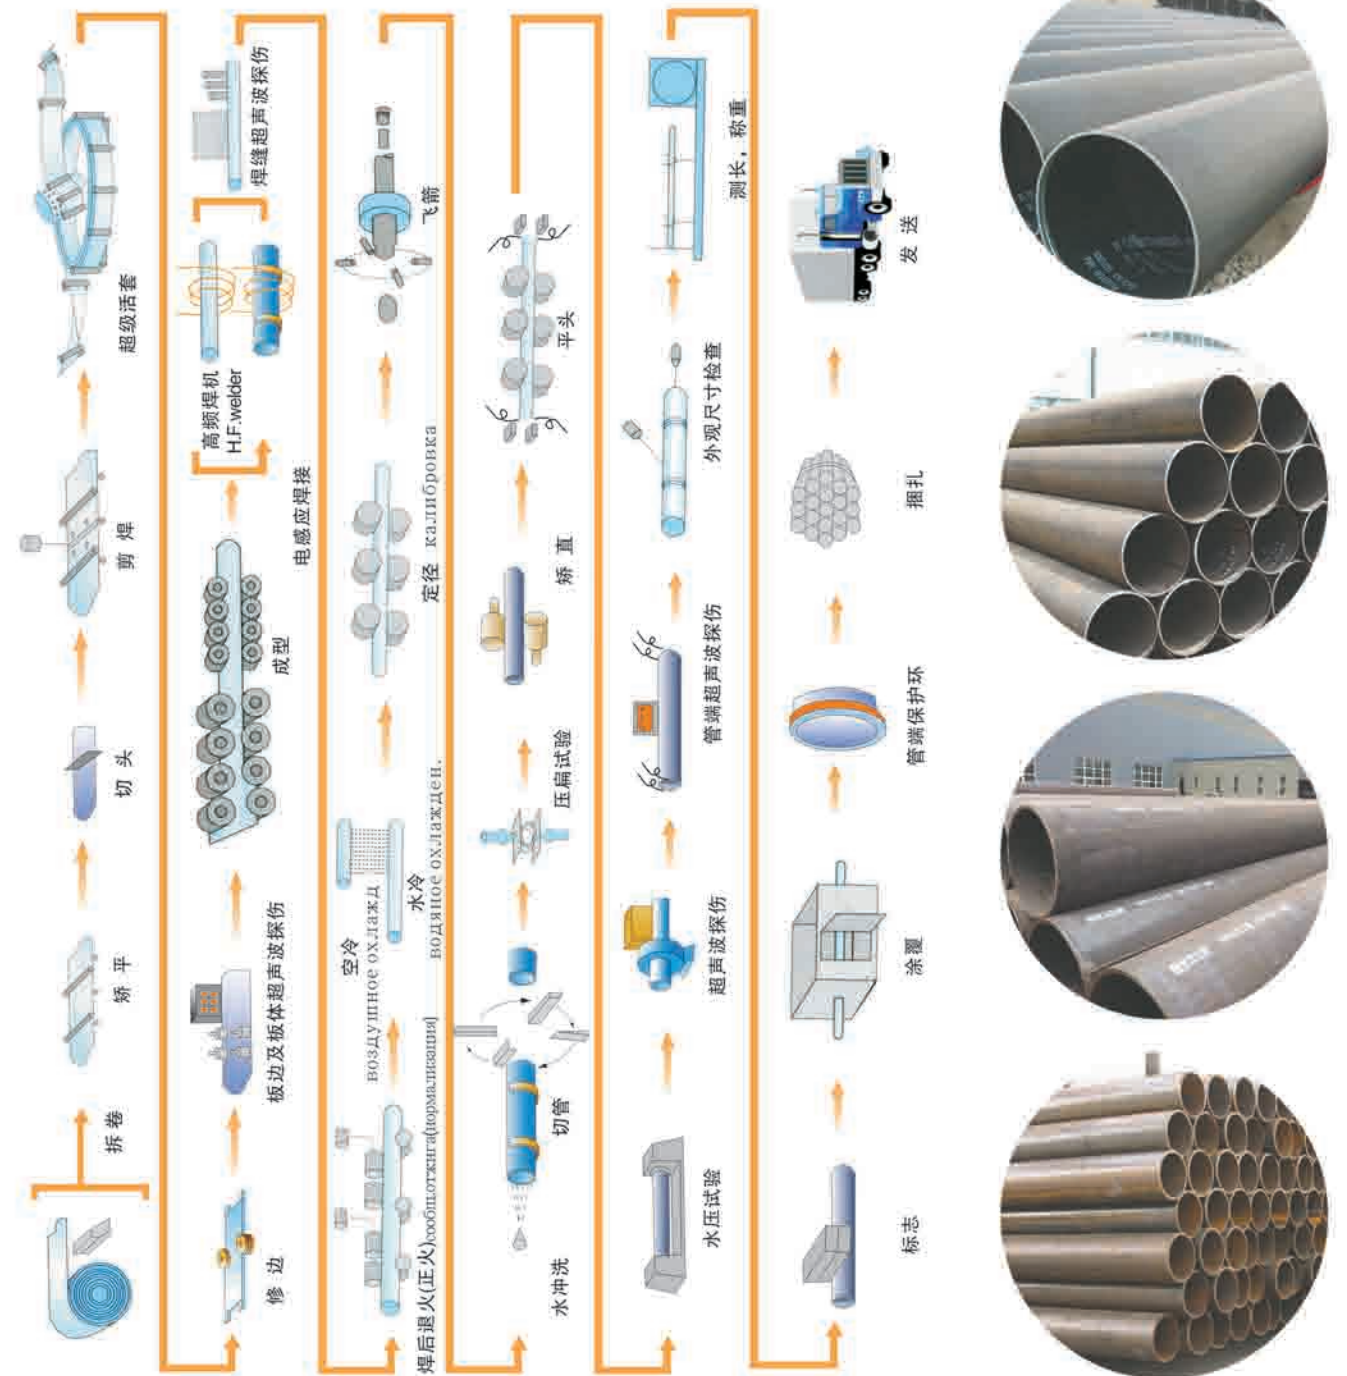 拆卷
矫平
切头
剪焊
超级活套
修边
板边及板体超声波探伤
成型
电感应焊接
高频焊机
H.F.welder
焊缝超声波探伤
焊后退火(正火)сообщ.отжига(нормализация)
空冷
воздушное охлажд
水冷
водяное охлажден.
定径 калибровка
飞箭
水冲洗
切管
压扁试验
矫直
平头
水压试验
超声波探伤
管端超声波探伤
外观尺寸检查
测长，称重
标志
涂覆
管端保护环
捆扎
发送